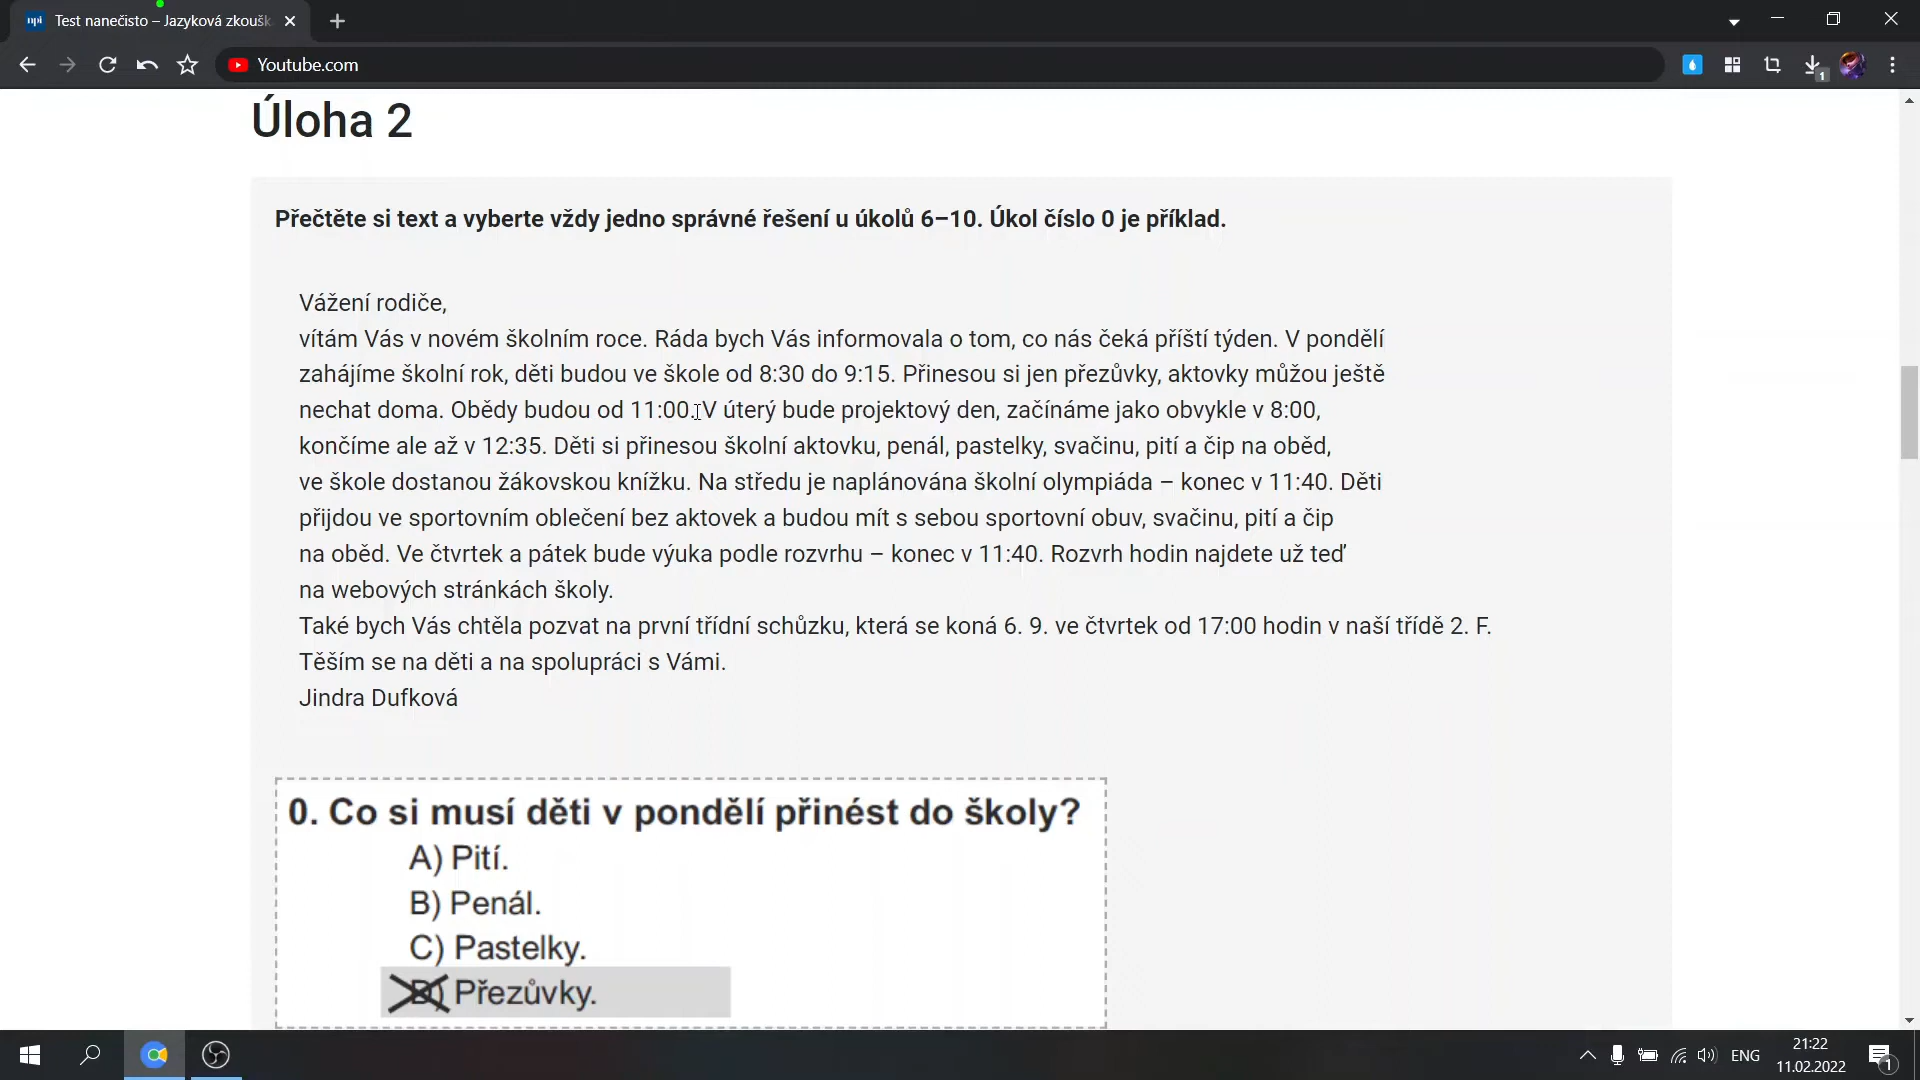 Test nanečisto – Jazyková zkoušk
Youtube.com
1
Úloha 2
Přečtěte si text a vyberte vždy jedno správné řešení u úkolů 6–10. Úkol číslo 0 je příklad.
Vážení rodiče,
vítám Vás v novém školním roce. Ráda bych Vás informovala o tom, co nás čeká příští týden. V pondělí
zahájíme školní rok, děti budou ve škole od 8:30 do 9:15. Přinesou si jen přezůvky, aktovky můžou ještě
nechat doma. Obědy budou od 11:00. V úterý bude projektový den, začínáme jako obvykle v 8:00,
končíme ale až v 12:35. Děti si přinesou školní aktovku, penál, pastelky, svačinu, pití a čip na oběd,
ve škole dostanou žákovskou knížku. Na středu je naplánována školní olympiáda – konec v 11:40. Děti
přijdou ve sportovním oblečení bez aktovek a budou mít s sebou sportovní obuv, svačinu, pití a čip
na oběd. Ve čtvrtek a pátek bude výuka podle rozvrhu – konec v 11:40. Rozvrh hodin najdete už teď
na webových stránkách školy.
Také bych Vás chtěla pozvat na první třídní schůzku, která se koná 6. 9. ve čtvrtek od 17:00 hodin v naší třídě 2. F.
Těším se na děti a na spolupráci s Vámi.
Jindra Dufková
0. Co si musí děti v pondělí přinést do školy?
A) Pití.
B) Penál.
C) Pastelky.
D) Přezůvky.
ENG
21:22
11.02.2022
1